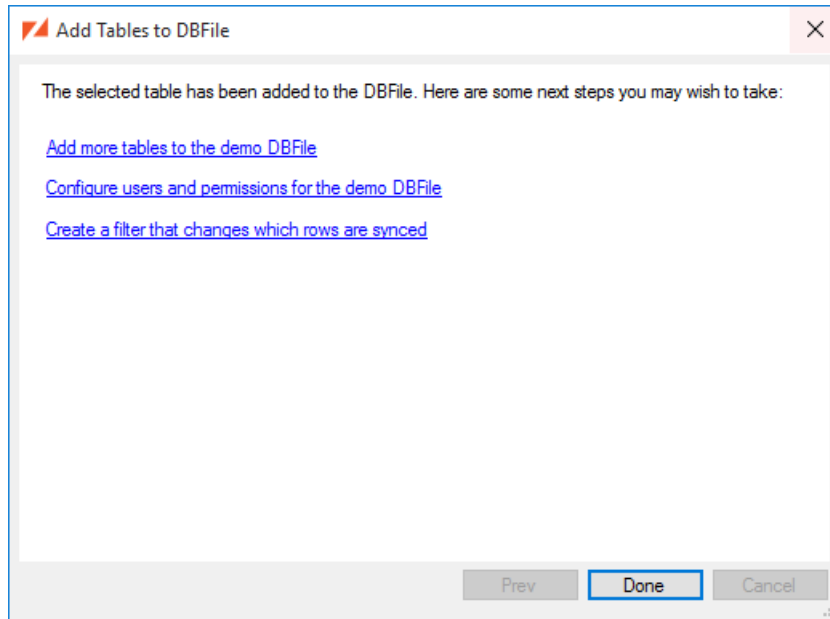 Add Tables to DBFile
The selected table has been added to the DBFile. Here are some next steps you may wish to take:
Add more tables to the demo DBFile
Configure users and permissions for the demo DBFile
Create a filter that changes which rows are synced
Prev Done Cancel